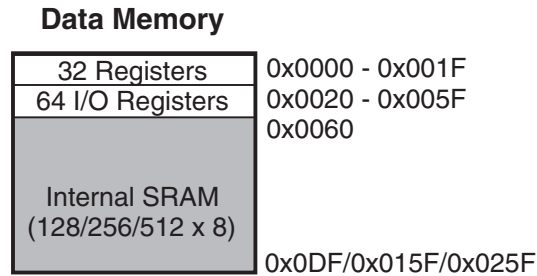 Data Memory
32 Registers 0x0000 - 0x001F
64 I/O Registers 0x0020 - 0x005F
0x0060
Internal SRAM
(128/256/512 x 8)
0x0DF/0x015F/0x025F